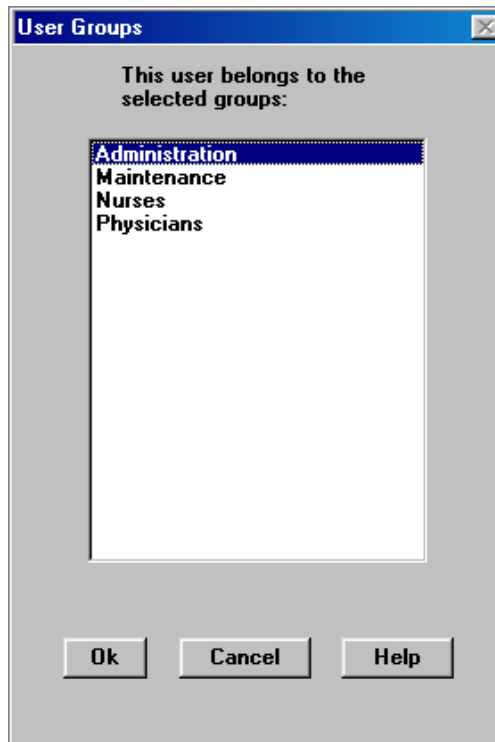 User Groups
This user belongs to the
selected groups:
Administration
Maintenance
Nurses
Physicians
Ok Cancel Help